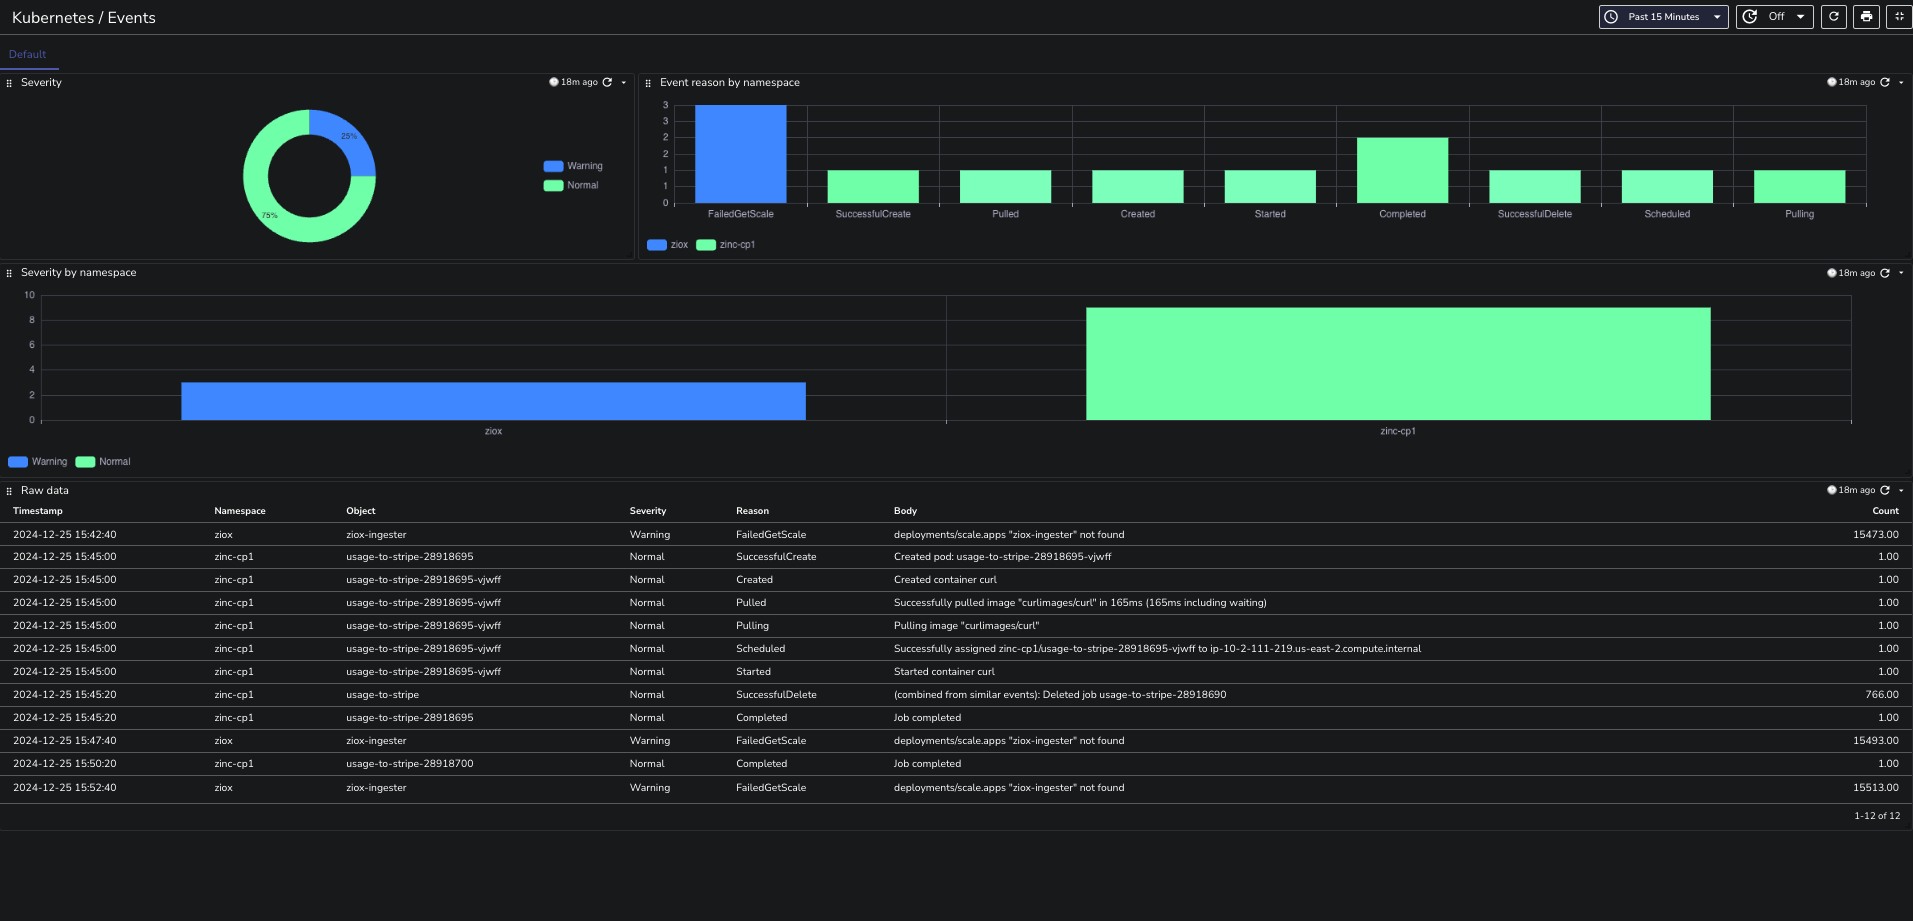 Kubernetes / Events
Past 15 Minutes
Off
Default
Severity
18m ago
25%
75%
Warning
Normal
Event reason by namespace
18m ago
3
3
2
2
1
1
0
FailedGetScale SuccessfulCreate Pulled Created Started Completed SuccessfulDelete Scheduled Pulling
ziox zinc-cp1
Severity by namespace
18m ago
10
8
6
4
2
0
ziox zinc-cp1
Warning Normal
Raw data
18m ago
Timestamp Namespace Object Severity Reason Body Count
2024-12-25 15:42:40 ziox ziox-ingester Warning FailedGetScale deployments/scale.apps "ziox-ingester" not found 15473.00
2024-12-25 15:45:00 zinc-cp1 usage-to-stripe-28918695 Normal SuccessfulCreate Created pod: usage-to-stripe-28918695-vjwff 1.00
2024-12-25 15:45:00 zinc-cp1 usage-to-stripe-28918695-vjwff Normal Created Created container curl 1.00
2024-12-25 15:45:00 zinc-cp1 usage-to-stripe-28918695-vjwff Normal Pulled Successfully pulled image "curlimages/curl" in 165ms (165ms including waiting) 1.00
2024-12-25 15:45:00 zinc-cp1 usage-to-stripe-28918695-vjwff Normal Pulling Pulling image "curlimages/curl" 1.00
2024-12-25 15:45:00 zinc-cp1 usage-to-stripe-28918695-vjwff Normal Scheduled Successfully assigned zinc-cp1/usage-to-stripe-28918695-vjwff to ip-10-2-111-219.us-east-2.compute.internal 1.00
2024-12-25 15:45:00 zinc-cp1 usage-to-stripe-28918695-vjwff Normal Started Started container curl 1.00
2024-12-25 15:45:20 zinc-cp1 usage-to-stripe Normal SuccessfulDelete (combined from similar events): Deleted job usage-to-stripe-28918690 766.00
2024-12-25 15:45:20 zinc-cp1 usage-to-stripe-28918695 Normal Completed Job completed 1.00
2024-12-25 15:47:40 ziox ziox-ingester Warning FailedGetScale deployments/scale.apps "ziox-ingester" not found 15493.00
2024-12-25 15:50:20 zinc-cp1 usage-to-stripe-28918700 Normal Completed Job completed 1.00
2024-12-25 15:52:40 ziox ziox-ingester Warning FailedGetScale deployments/scale.apps "ziox-ingester" not found 15513.00
1-12 of 12